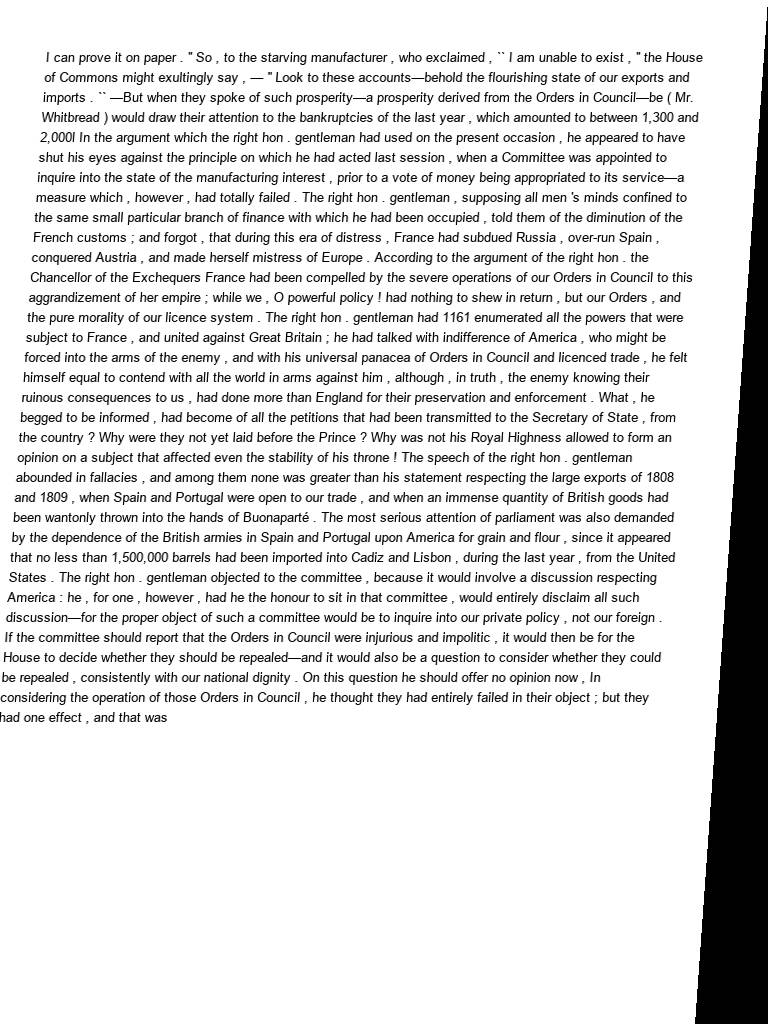 I can prove it on paper . " So , to the starving manufacturer , who exclaimed , `` I am unable to exist , " the House
of Commons might exultingly say , — " Look to these accounts—behold the flourishing state of our exports and
imports . `` —But when they spoke of such prosperity—a prosperity derived from the Orders in Council—be ( Mr.
Whitbread ) would draw their attention to the bankruptcies of the last year , which amounted to between 1,300 and
2,000l In the argument which the right hon . gentleman had used on the present occasion , he appeared to have
shut his eyes against the principle on which he had acted last session , when a Committee was appointed to
inquire into the state of the manufacturing interest , prior to a vote of money being appropriated to its service—a
measure which , however , had totally failed . The right hon . gentleman , supposing all men 's minds confined to
the same small particular branch of finance with which he had been occupied , told them of the diminution of the
French customs ; and forgot , that during this era of distress , France had subdued Russia , over-run Spain ,
conquered Austria , and made herself mistress of Europe . According to the argument of the right hon . the
Chancellor of the Exchequers France had been compelled by the severe operations of our Orders in Council to this
aggrandizement of her empire ; while we , O powerful policy ! had nothing to shew in return , but our Orders , and
the pure morality of our licence system . The right hon . gentleman had 1161 enumerated all the powers that were
subject to France , and united against Great Britain ; he had talked with indifference of America , who might be
forced into the arms of the enemy , and with his universal panacea of Orders in Council and licenced trade , he felt
himself equal to contend with all the world in arms against him , although , in truth , the enemy knowing their
ruinous consequences to us , had done more than England for their preservation and enforcement . What , he
begged to be informed , had become of all the petitions that had been transmitted to the Secretary of State , from
the country ? Why were they not yet laid before the Prince ? Why was not his Royal Highness allowed to form an
opinion on a subject that affected even the stability of his throne ! The speech of the right hon . gentleman
abounded in fallacies , and among them none was greater than his statement respecting the large exports of 1808
and 1809 , when Spain and Portugal were open to our trade , and when an immense quantity of British goods had
been wantonly thrown into the hands of Buonaparté . The most serious attention of parliament was also demanded
by the dependence of the British armies in Spain and Portugal upon America for grain and flour , since it appeared
that no less than 1,500,000 barrels had been imported into Cadiz and Lisbon , during the last year , from the United
States . The right hon . gentleman objected to the committee , because it would involve a discussion respecting
America : he , for one , however , had he the honour to sit in that committee , would entirely disclaim all such
discussion—for the proper object of such a committee would be to inquire into our private policy , not our foreign .
If the committee should report that the Orders in Council were injurious and impolitic , it would then be for the
House to decide whether they should be repealed—and it would also be a question to consider whether they could
be repealed , consistently with our national dignity . On this question he should offer no opinion now , In
considering the operation of those Orders in Council , he thought they had entirely failed in their object ; but they
had one effect , and that was